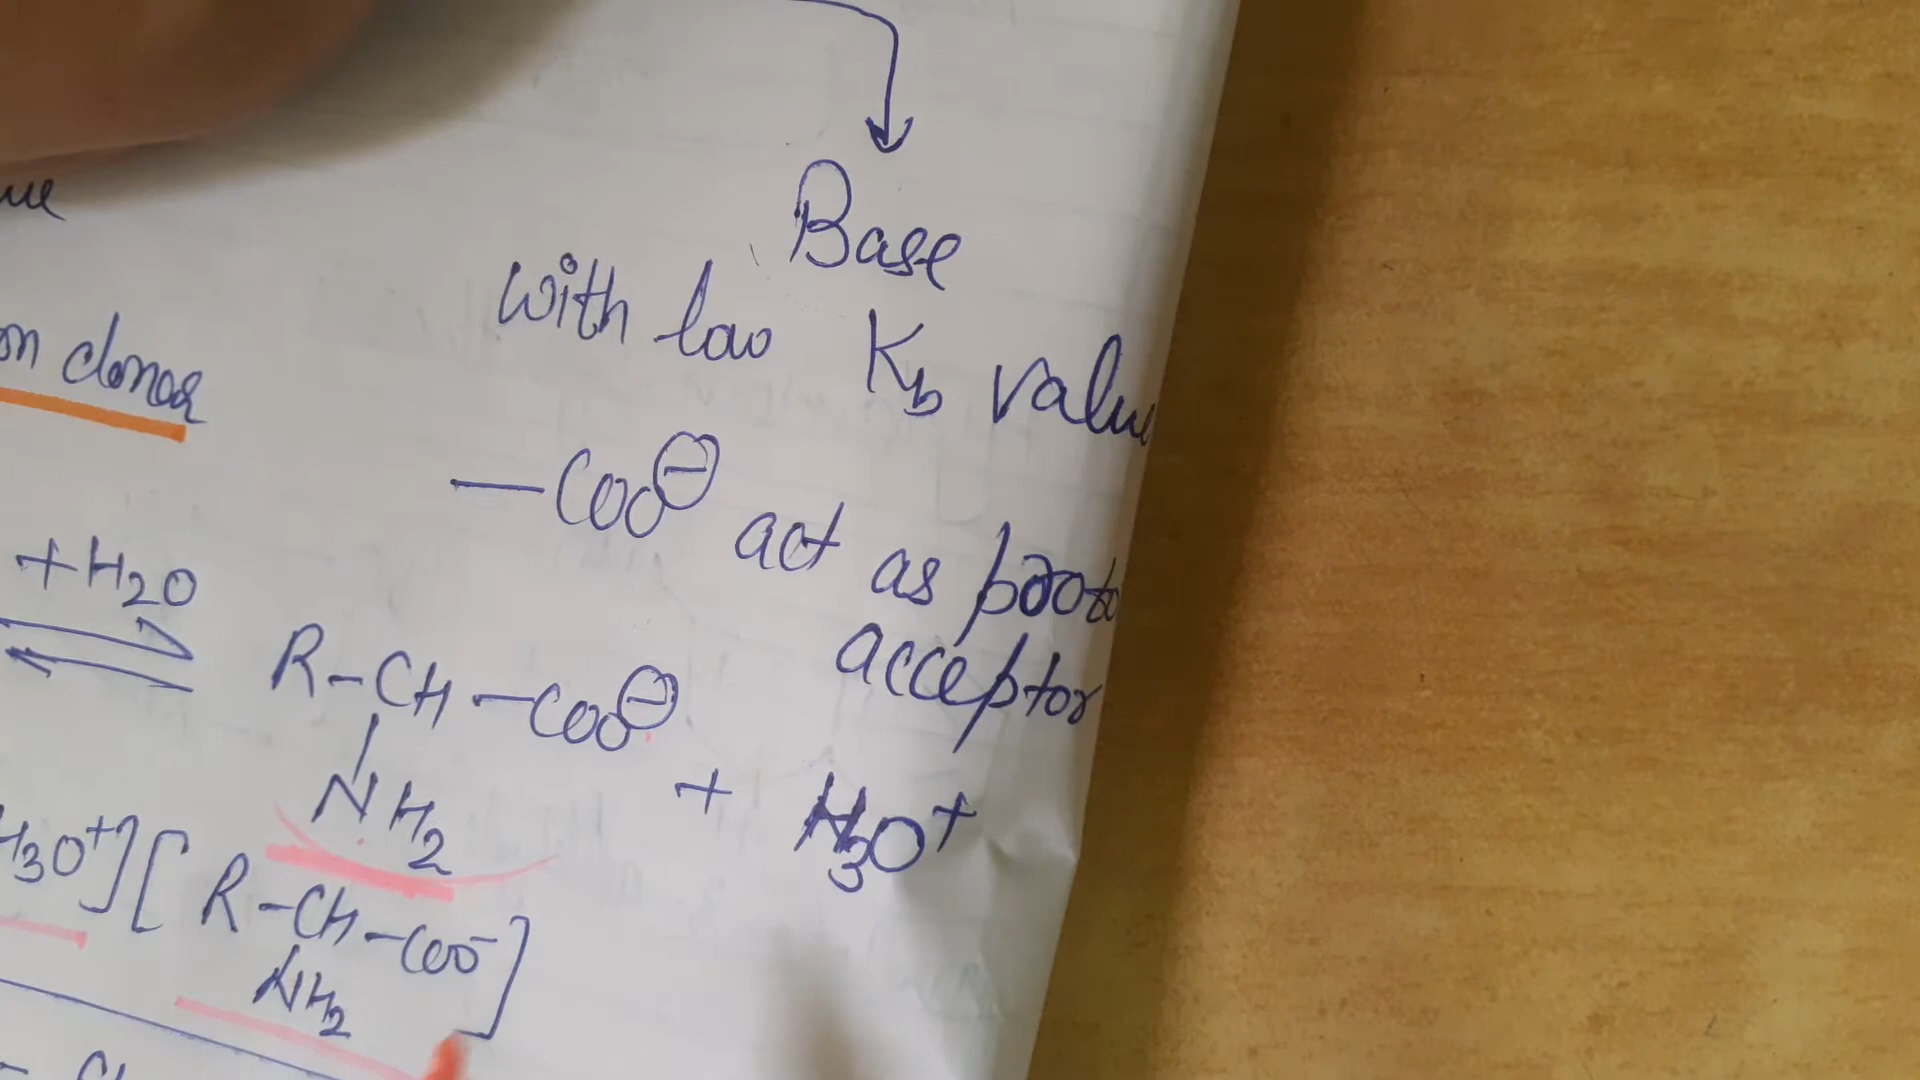 Base
with low Kb value
on donor
—COO⊖ act as proto
acceptor
+H2O
⇌ R-CH-COO⊖ + H3O+
NH2
H3O+][R-CH-COO-]
NH2